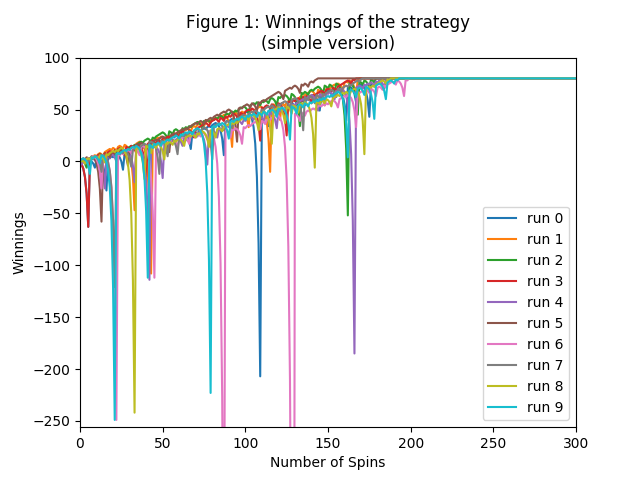 Figure 1: Winnings of the strategy
(simple version)
100
50
0
−50
−100
−150
−200
−250
Winnings
0 50 100 150 200 250 300
Number of Spins
run 0
run 1
run 2
run 3
run 4
run 5
run 6
run 7
run 8
run 9